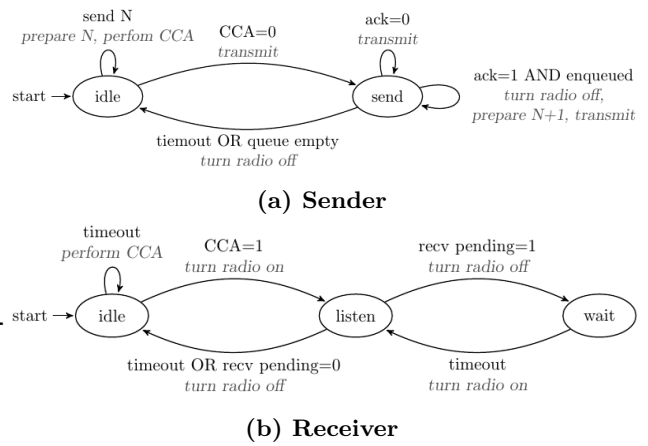 send N
prepare N, perfom CCA
CCA=0
transmit
ack=0
transmit
start
idle
send
ack=1 AND enqueued
turn radio off,
prepare N+1, transmit
tiemout OR queue empty
turn radio off
(a) Sender
timeout
perform CCA
CCA=1
turn radio on
recv pending=1
turn radio off
start
idle
listen
wait
timeout OR recv pending=0
turn radio off
timeout
turn radio on
(b) Receiver